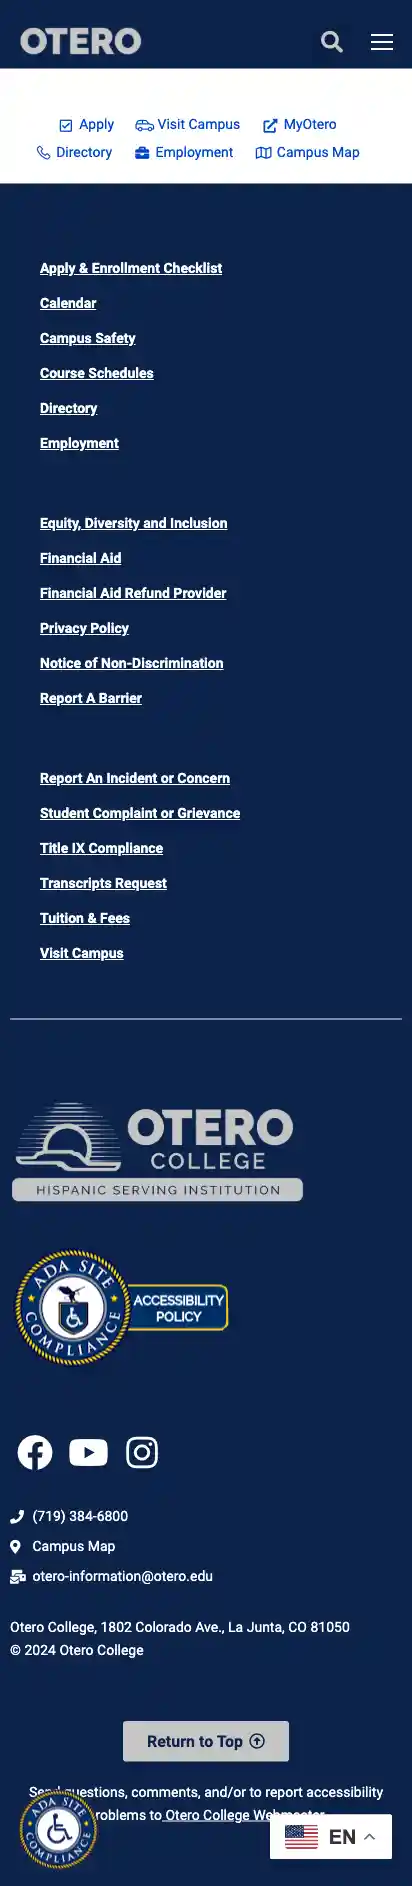 OTERO
Apply Visit Campus MyOtero
Directory Employment Campus Map
Apply & Enrollment Checklist
Calendar
Campus Safety
Course Schedules
Directory
Employment
Equity, Diversity and Inclusion
Financial Aid
Financial Aid Refund Provider
Privacy Policy
Notice of Non-Discrimination
Report A Barrier
Report An Incident or Concern
Student Complaint or Grievance
Title IX Compliance
Transcripts Request
Tuition & Fees
Visit Campus
OTERO
COLLEGE
HISPANIC SERVING INSTITUTION
ADA SITE COMPLIANCE
ACCESSIBILITY
POLICY
(719) 384-6800
Campus Map
otero-information@otero.edu
Otero College, 1802 Colorado Ave., La Junta, CO 81050
© 2024 Otero College
Return to Top
Send questions, comments, and/or to report accessibility
problems to Otero College Webmaster
ADA SITE COMPLIANCE
EN